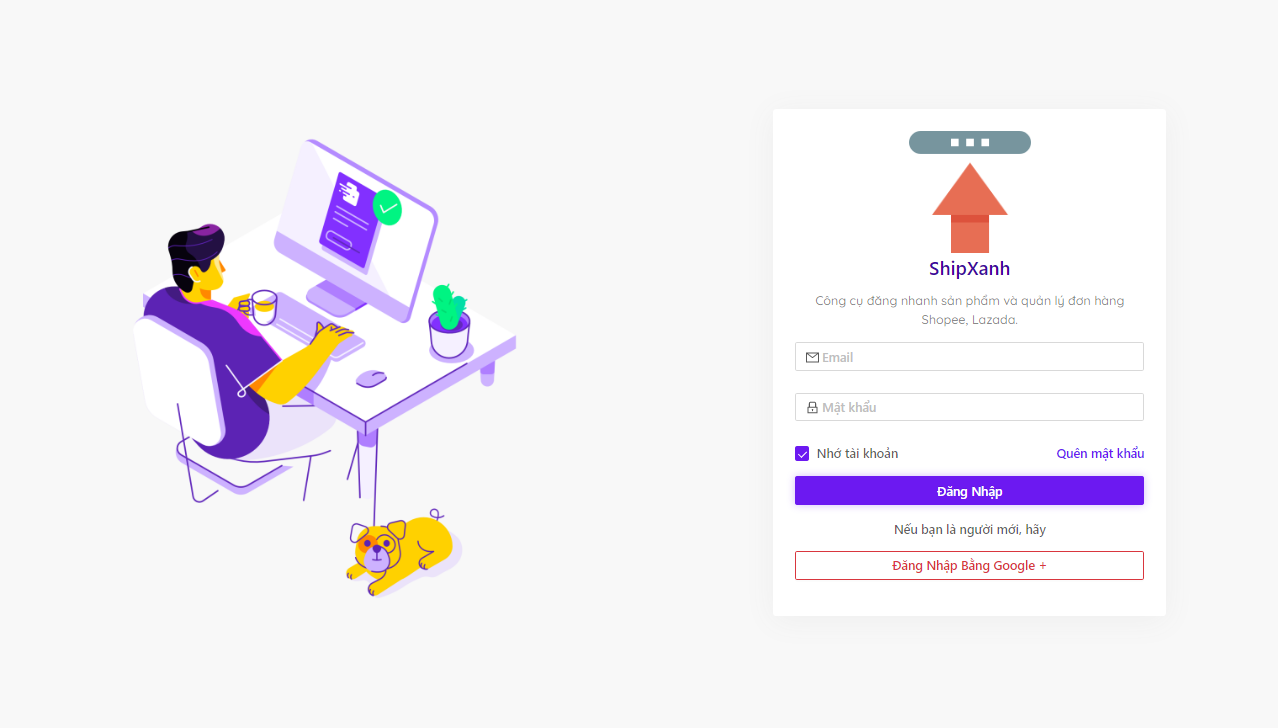 ShipXanh
Công cụ đăng nhanh sản phẩm và quản lý đơn hàng
Shopee, Lazada.
Email
Mật khẩu
Nhớ tài khoản
Quên mật khẩu
Đăng Nhập
Nếu bạn là người mới, hãy
Đăng Nhập Bằng Google +